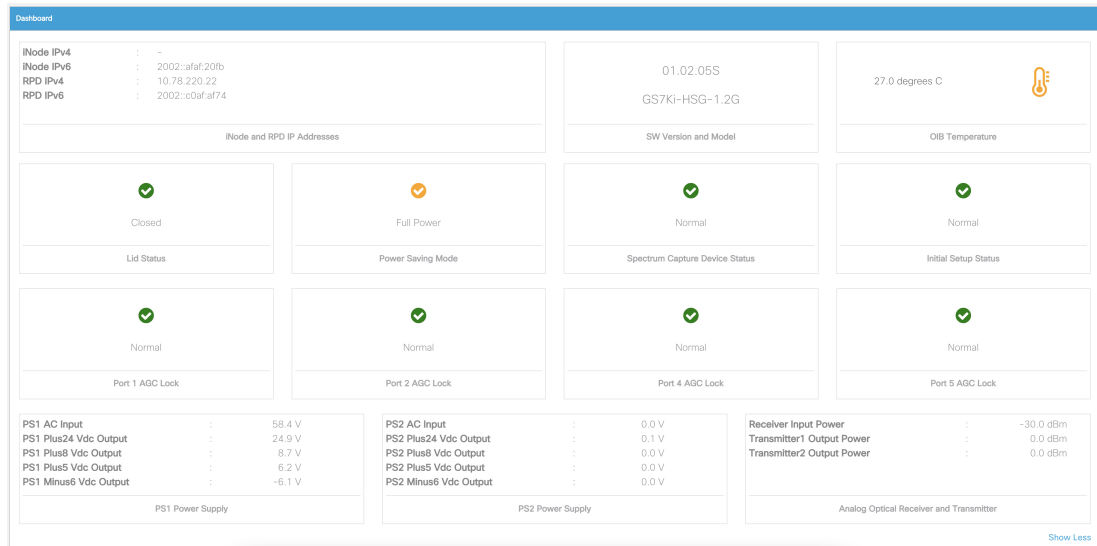 Dashboard
iNode IPv4 : -
iNode IPv6 : 2002::afaf:20fb
RPD IPv4 : 10.78.220.22
RPD IPv6 : 2002::c0af:af74
iNode and RPD IP Addresses
01.02.05S
GS7Ki-HSG-1.2G
SW Version and Model
27.0 degrees C
OIB Temperature
Closed
Lid Status
Full Power
Power Saving Mode
Normal
Spectrum Capture Device Status
Normal
Initial Setup Status
Normal
Port 1 AGC Lock
Normal
Port 2 AGC Lock
Normal
Port 4 AGC Lock
Normal
Port 5 AGC Lock
PS1 AC Input : 58.4 V
PS1 Plus24 Vdc Output : 24.9 V
PS1 Plus8 Vdc Output : 8.7 V
PS1 Plus5 Vdc Output : 6.2 V
PS1 Minus6 Vdc Output : -6.1 V
PS1 Power Supply
PS2 AC Input : 0.0 V
PS2 Plus24 Vdc Output : 0.1 V
PS2 Plus8 Vdc Output : 0.0 V
PS2 Plus5 Vdc Output : 0.0 V
PS2 Minus6 Vdc Output : 0.0 V
PS2 Power Supply
Receiver Input Power : -30.0 dBm
Transmitter1 Output Power : 0.0 dBm
Transmitter2 Output Power : 0.0 dBm
Analog Optical Receiver and Transmitter
Show Less